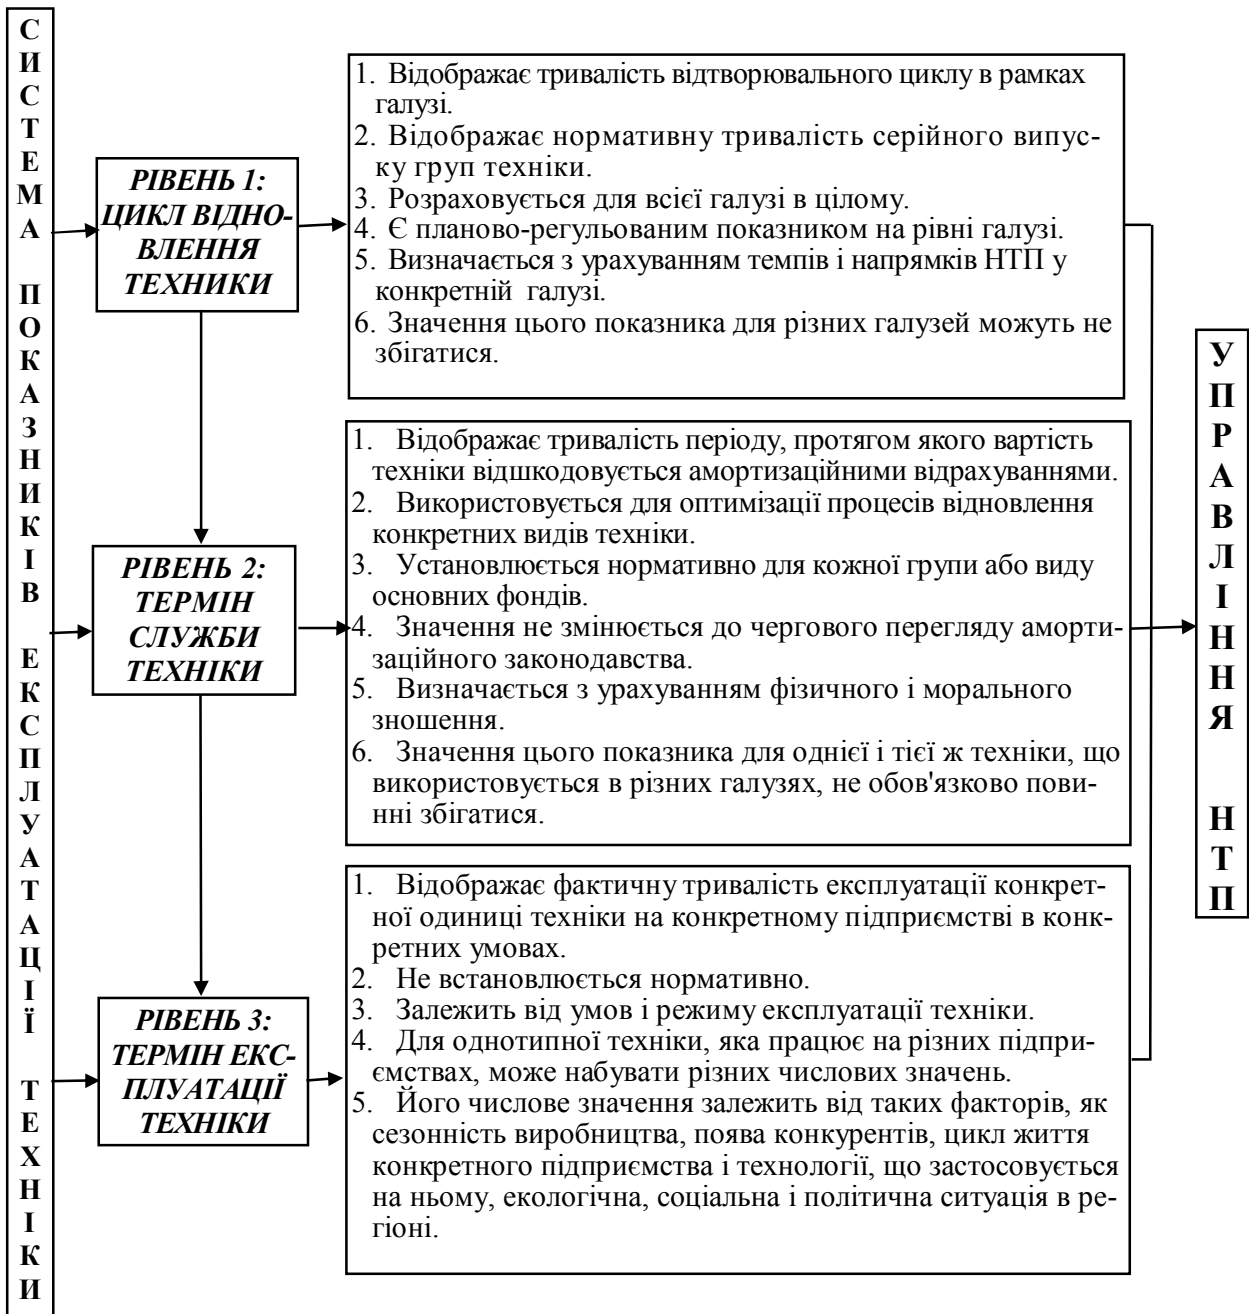 СИСТЕМА ПОКАЗНИКІВ ЕКСПЛУАТАЦІЇ ТЕХНІКИ
РІВЕНЬ 1:
ЦИКЛ ВІДНО-
ВЛЕННЯ
ТЕХНИКИ
1. Відображає тривалість відтворювального циклу в рамках
галузі.
2. Відображає нормативну тривалість серійного випус-
ку груп техніки.
3. Розраховується для всієї галузі в цілому.
4. Є планово-регульованим показником на рівні галузі.
5. Визначається з урахуванням темпів і напрямків НТП у
конкретній галузі.
6. Значення цього показника для різних галузей можуть не
збігатися.
РІВЕНЬ 2:
ТЕРМІН
СЛУЖБИ
ТЕХНІКИ
1. Відображає тривалість періоду, протягом якого вартість
техніки відшкодовується амортизаційними відрахуваннями.
2. Використовується для оптимізації процесів відновлення
конкретних видів техніки.
3. Установлюється нормативно для кожної групи або виду
основних фондів.
4. Значення не змінюється до чергового перегляду аморти-
заційного законодавства.
5. Визначається з урахуванням фізичного і морального
зношення.
6. Значення цього показника для однієї і тієї ж техніки, що
використовується в різних галузях, не обов'язково пови-
нні збігатися.
РІВЕНЬ 3:
ТЕРМІН ЕКС-
ПЛУАТАЦІЇ
ТЕХНІКИ
1. Відображає фактичну тривалість експлуатації конкрет-
ної одиниці техніки на конкретному підприємстві в конк-
ретних умовах.
2. Не встановлюється нормативно.
3. Залежить від умов і режиму експлуатації техніки.
4. Для однотипної техніки, яка працює на різних підпри-
ємствах, може набувати різних числових значень.
5. Його числове значення залежить від таких факторів, як
сезонність виробництва, поява конкурентів, цикл життя
конкретного підприємства і технології, що застосовується
на ньому, екологічна, соціальна і політична ситуація в ре-
гіоні.
УПРАВЛІННЯ НТП